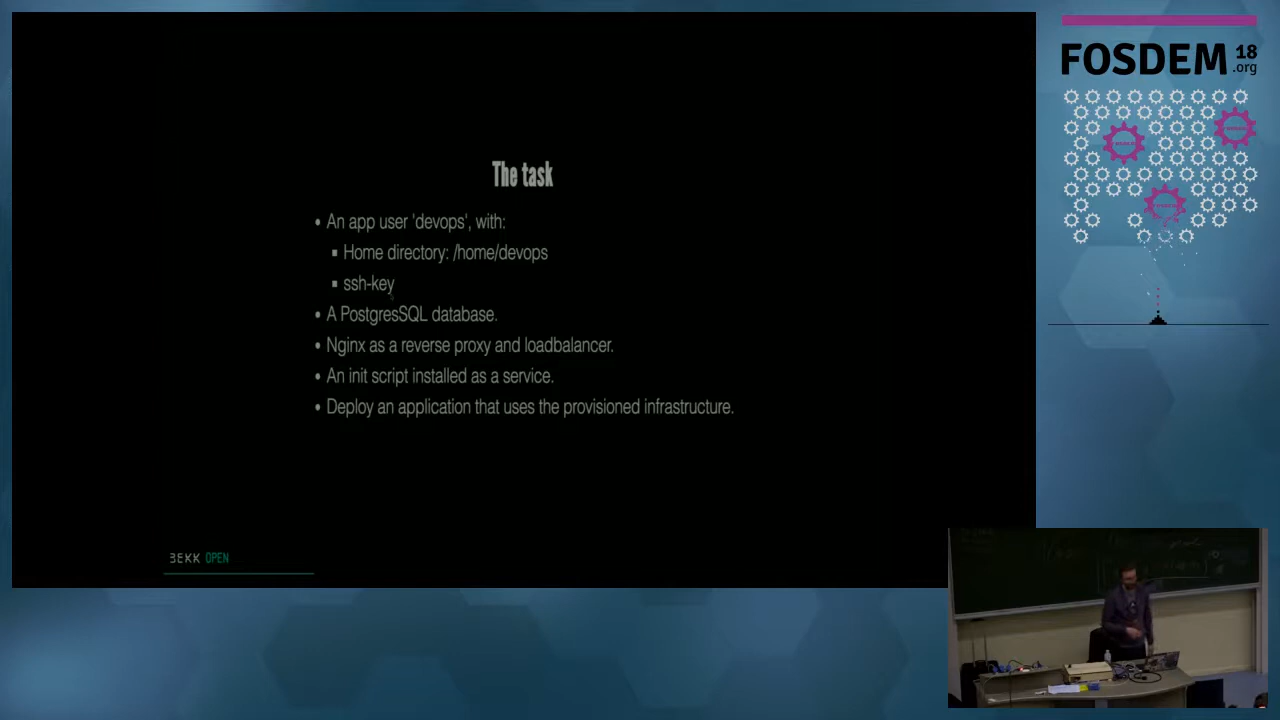 FOSDEM 18
.org
The task
• An app user 'devops', with:
▪ Home directory: /home/devops
▪ ssh-key
• A PostgresSQL database.
• Nginx as a reverse proxy and loadbalancer.
• An init script installed as a service.
• Deploy an application that uses the provisioned infrastructure.
BEKK OPEN